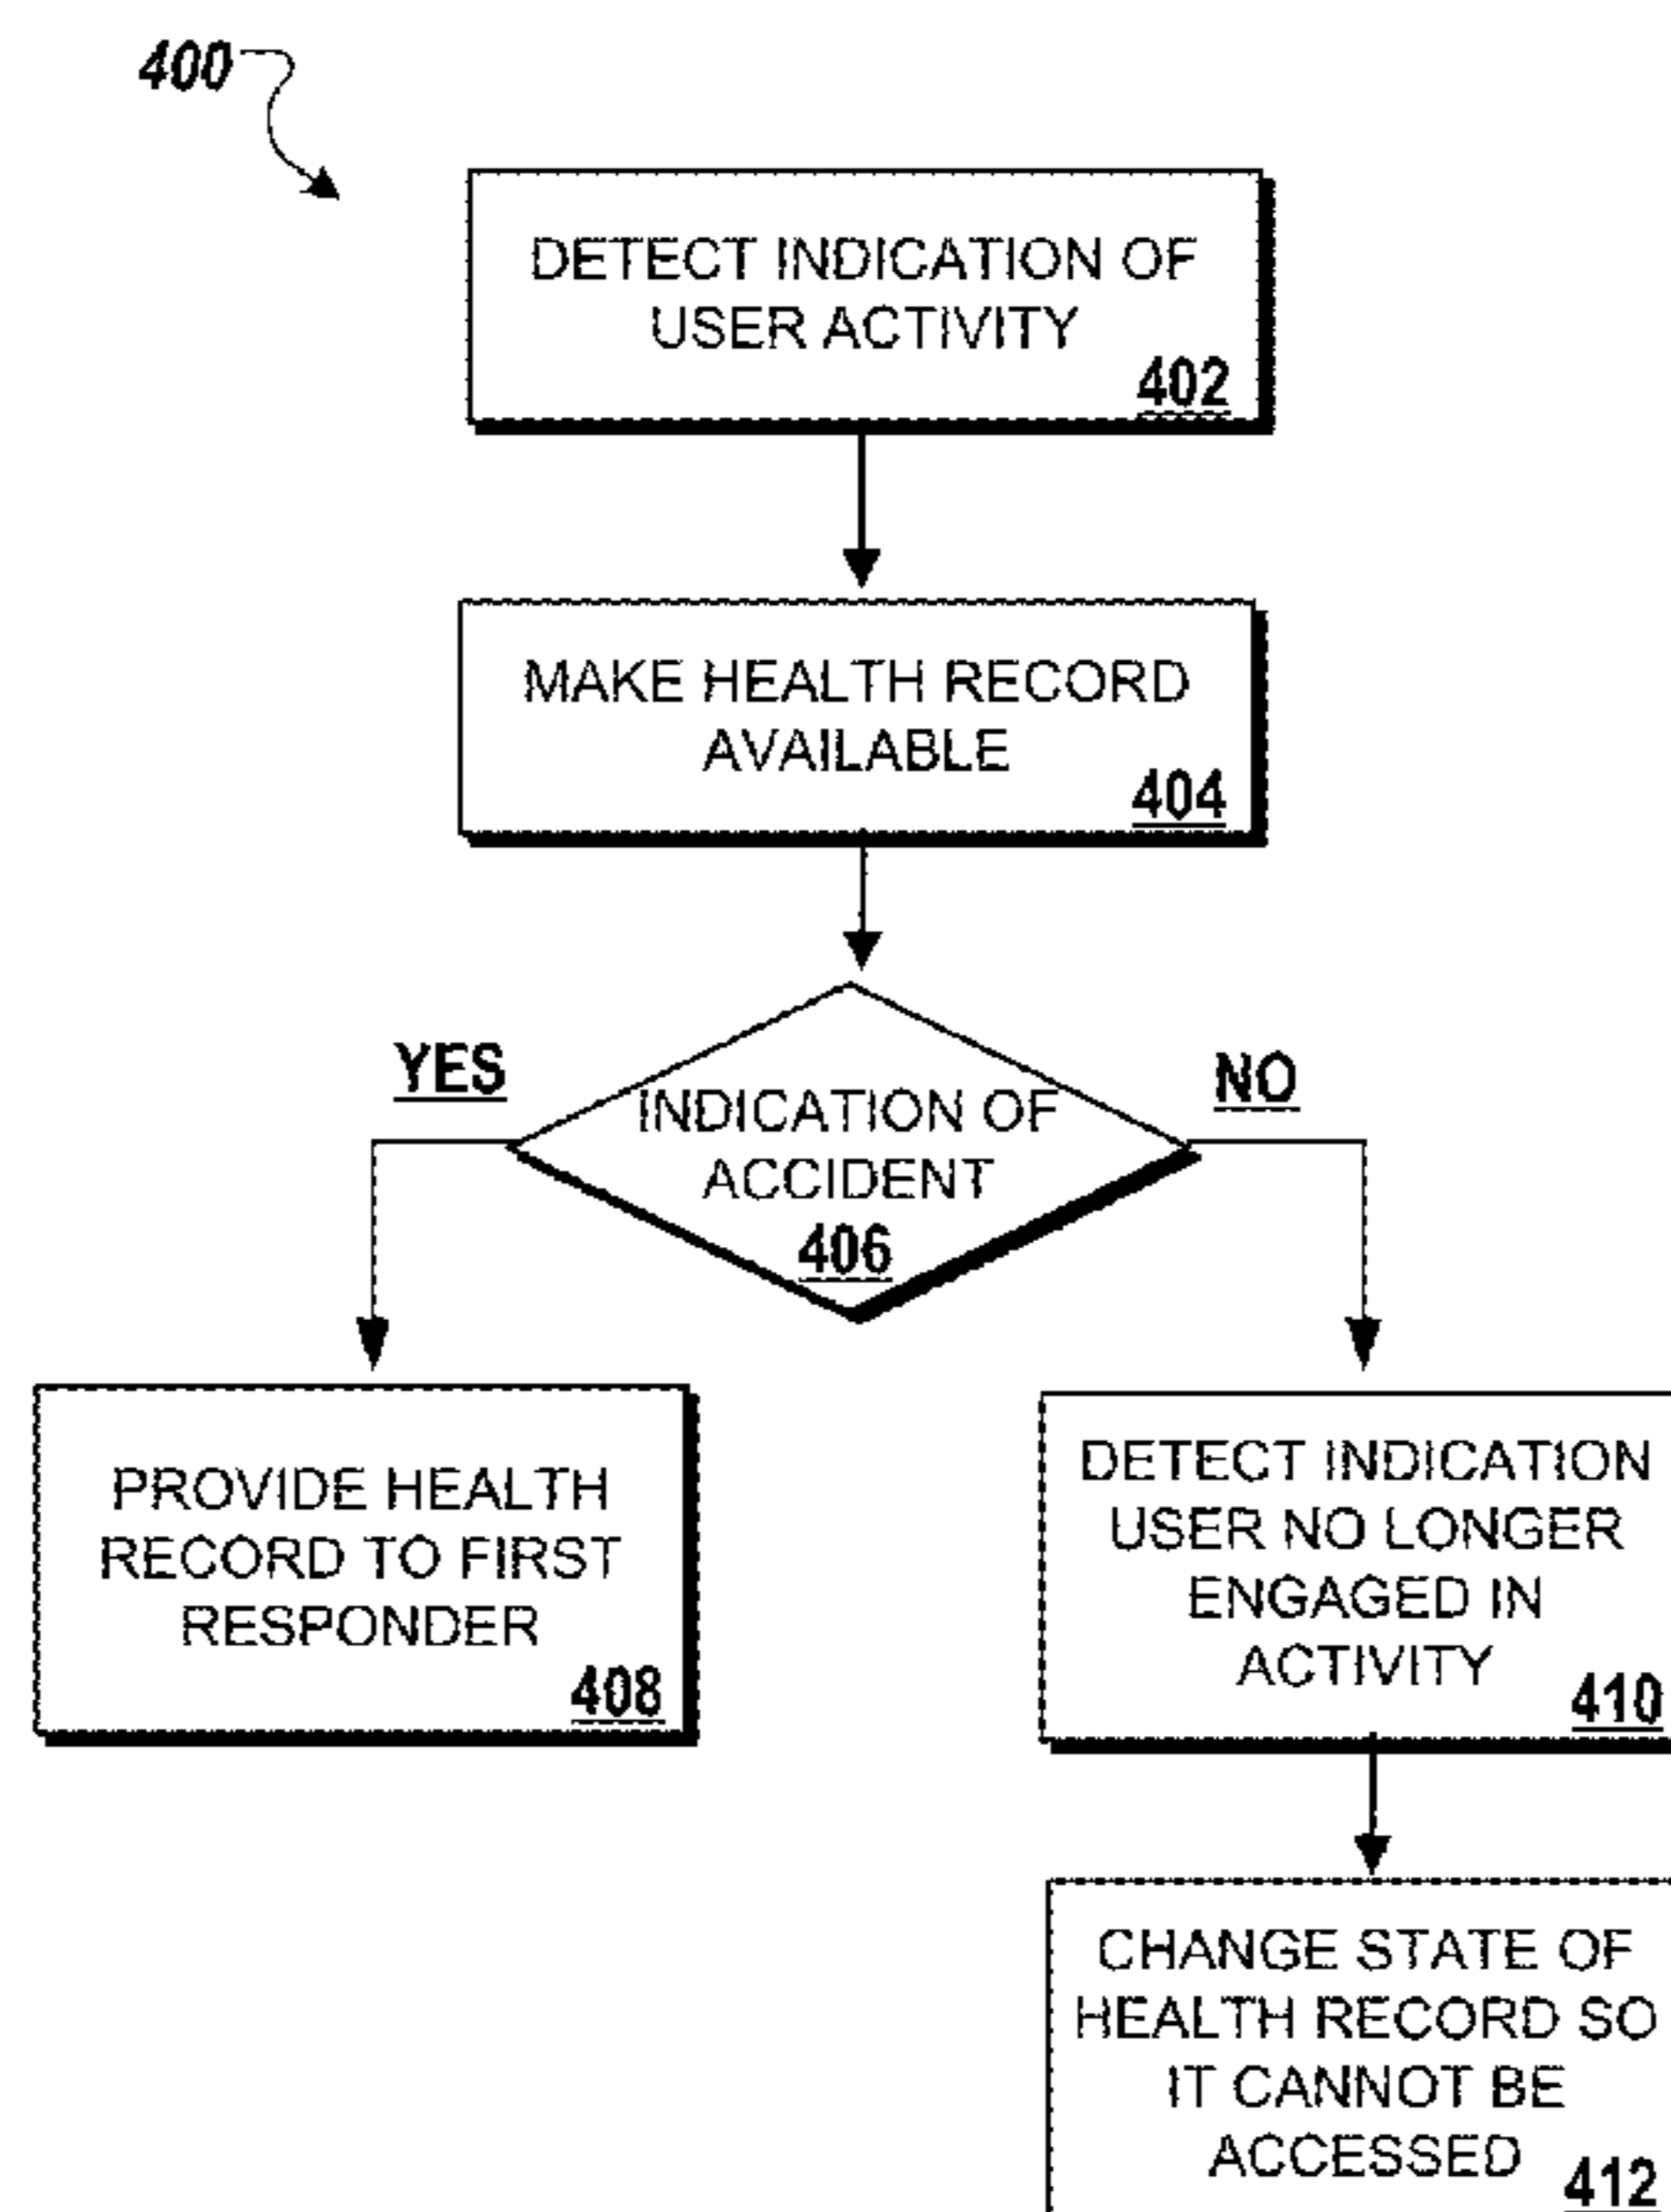 400
DETECT INDICATION OF
USER ACTIVITY
402
MAKE HEALTH RECORD
AVAILABLE
404
YES
NO
INDICATION OF
ACCIDENT
406
PROVIDE HEALTH
RECORD TO FIRST
RESPONDER
408
DETECT INDICATION
USER NO LONGER
ENGAGED IN
ACTIVITY
410
CHANGE STATE OF
HEALTH RECORD SO
IT CANNOT BE
ACCESSED
412